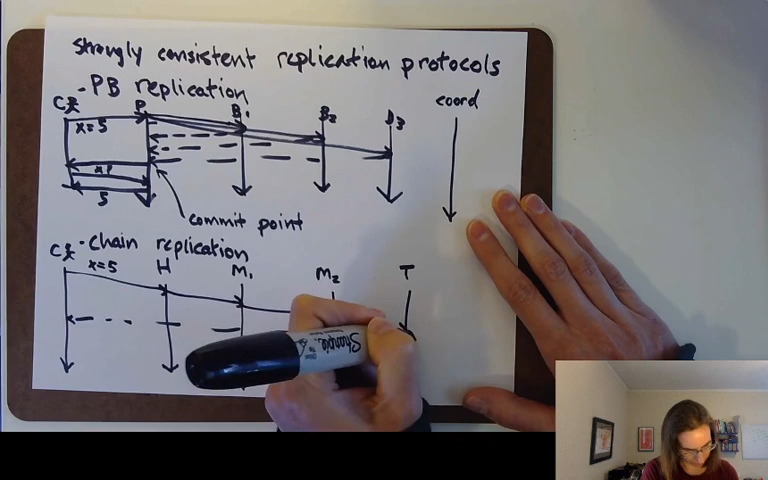 strongly consistent replication protocols
- PB replication
C P B1 B2 B3 coord
x=5
5
commit point
C - Chain replication
x=5 H M1 M2 T
Sharpie